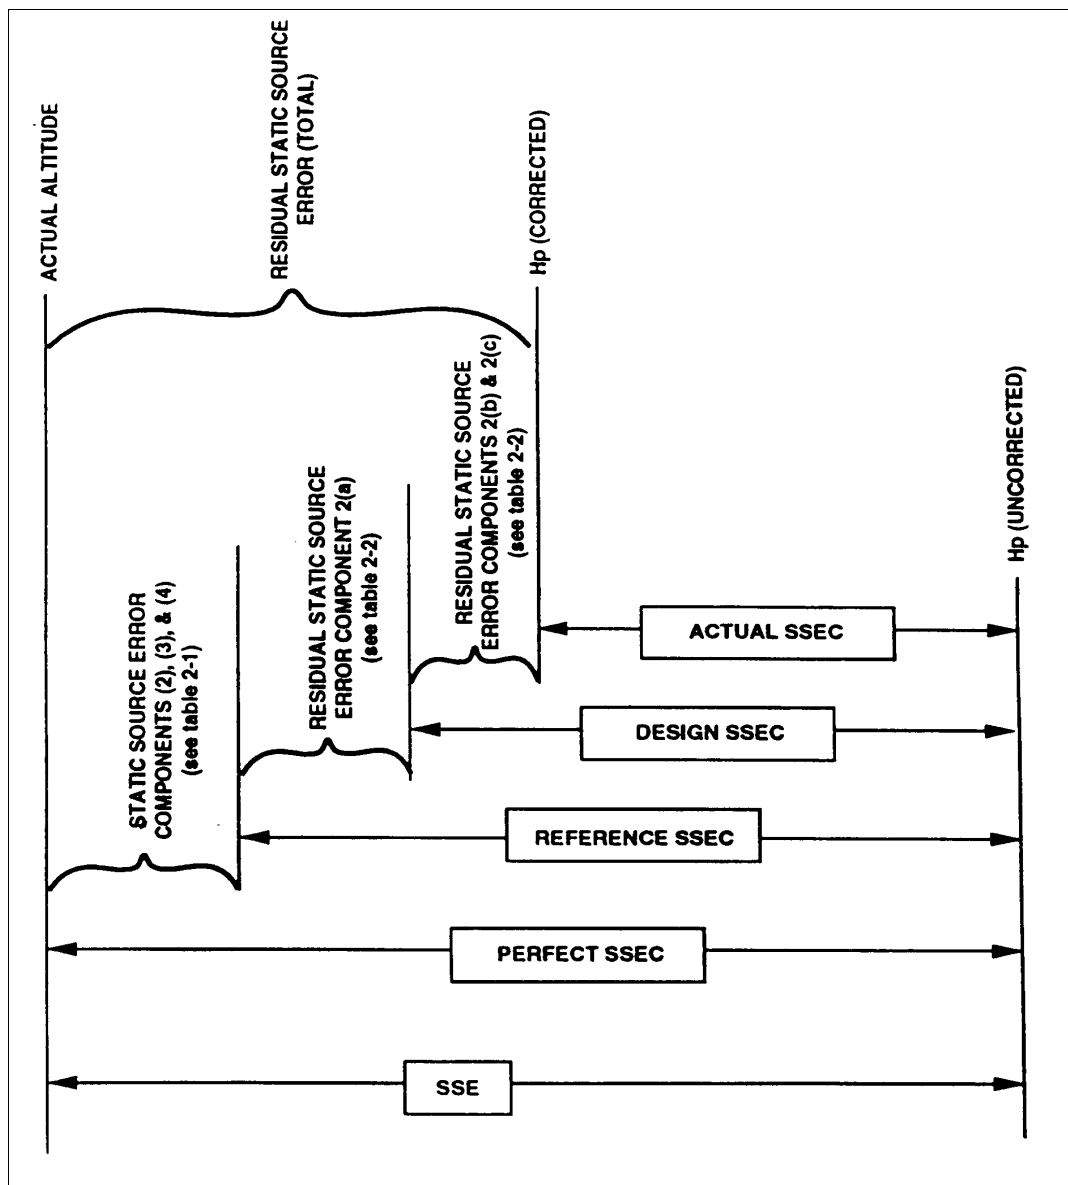 ACTUAL ALTITUDE
RESIDUAL STATIC SOURCE
ERROR (TOTAL)
Hp (CORRECTED)
STATIC SOURCE ERROR
COMPONENTS (2), (3), & (4)
(see table 2-1)
RESIDUAL STATIC SOURCE
ERROR COMPONENT 2(a)
(see table 2-2)
RESIDUAL STATIC SOURCE
ERROR COMPONENTS 2(b) & 2(c)
(see table 2-2)
Hp (UNCORRECTED)
ACTUAL SSEC
DESIGN SSEC
REFERENCE SSEC
PERFECT SSEC
SSE